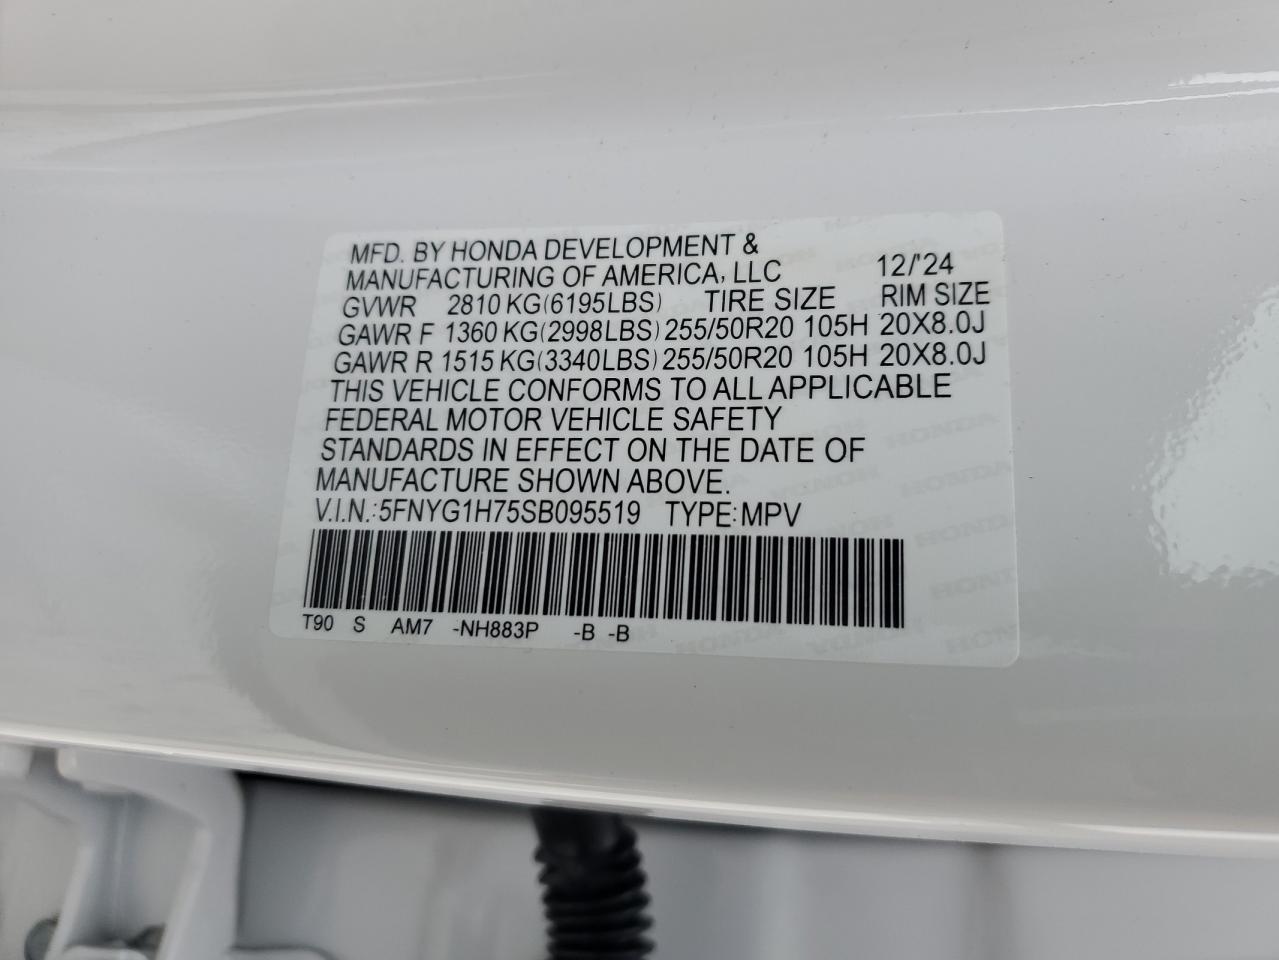 MFD. BY HONDA DEVELOPMENT &
MANUFACTURING OF AMERICA, LLC 12/'24
GVWR 2810 KG(6195LBS) TIRE SIZE RIM SIZE
GAWR F 1360 KG(2998LBS) 255/50R20 105H 20X8.0J
GAWR R 1515 KG(3340LBS) 255/50R20 105H 20X8.0J
THIS VEHICLE CONFORMS TO ALL APPLICABLE
FEDERAL MOTOR VEHICLE SAFETY
STANDARDS IN EFFECT ON THE DATE OF
MANUFACTURE SHOWN ABOVE.
V.I.N.:5FNYG1H75SB095519 TYPE:MPV
T90 S AM7 -NH883P -B -B